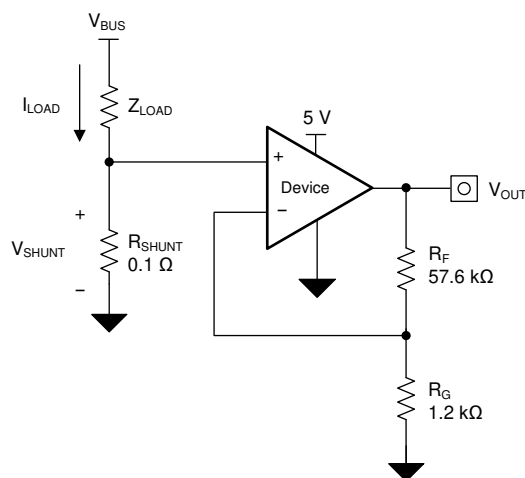 VBUS
ILOAD
ZLOAD
5 V
+
Device
−
VOUT
+
VSHUNT
−
RSHUNT
0.1 Ω
RF
57.6 kΩ
RG
1.2 kΩ